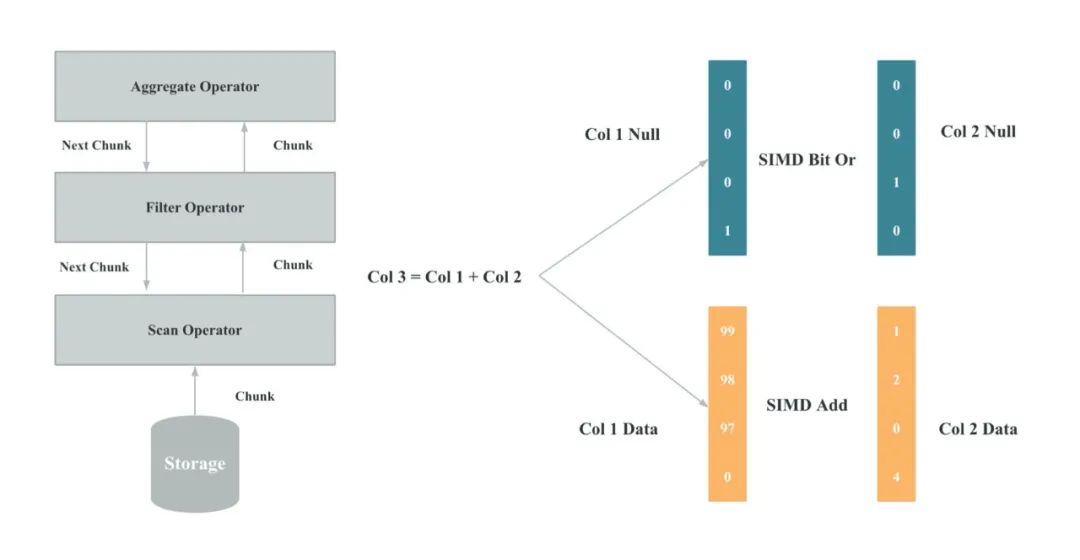 Aggregate Operator
Next Chunk
Chunk
Filter Operator
Next Chunk
Chunk
Scan Operator
Chunk
Storage
Col 3 = Col 1 + Col 2
Col 1 Null
0
0
0
1
SIMD Bit Or
0
0
1
0
Col 2 Null
Col 1 Data
99
98
97
0
SIMD Add
1
2
0
4
Col 2 Data